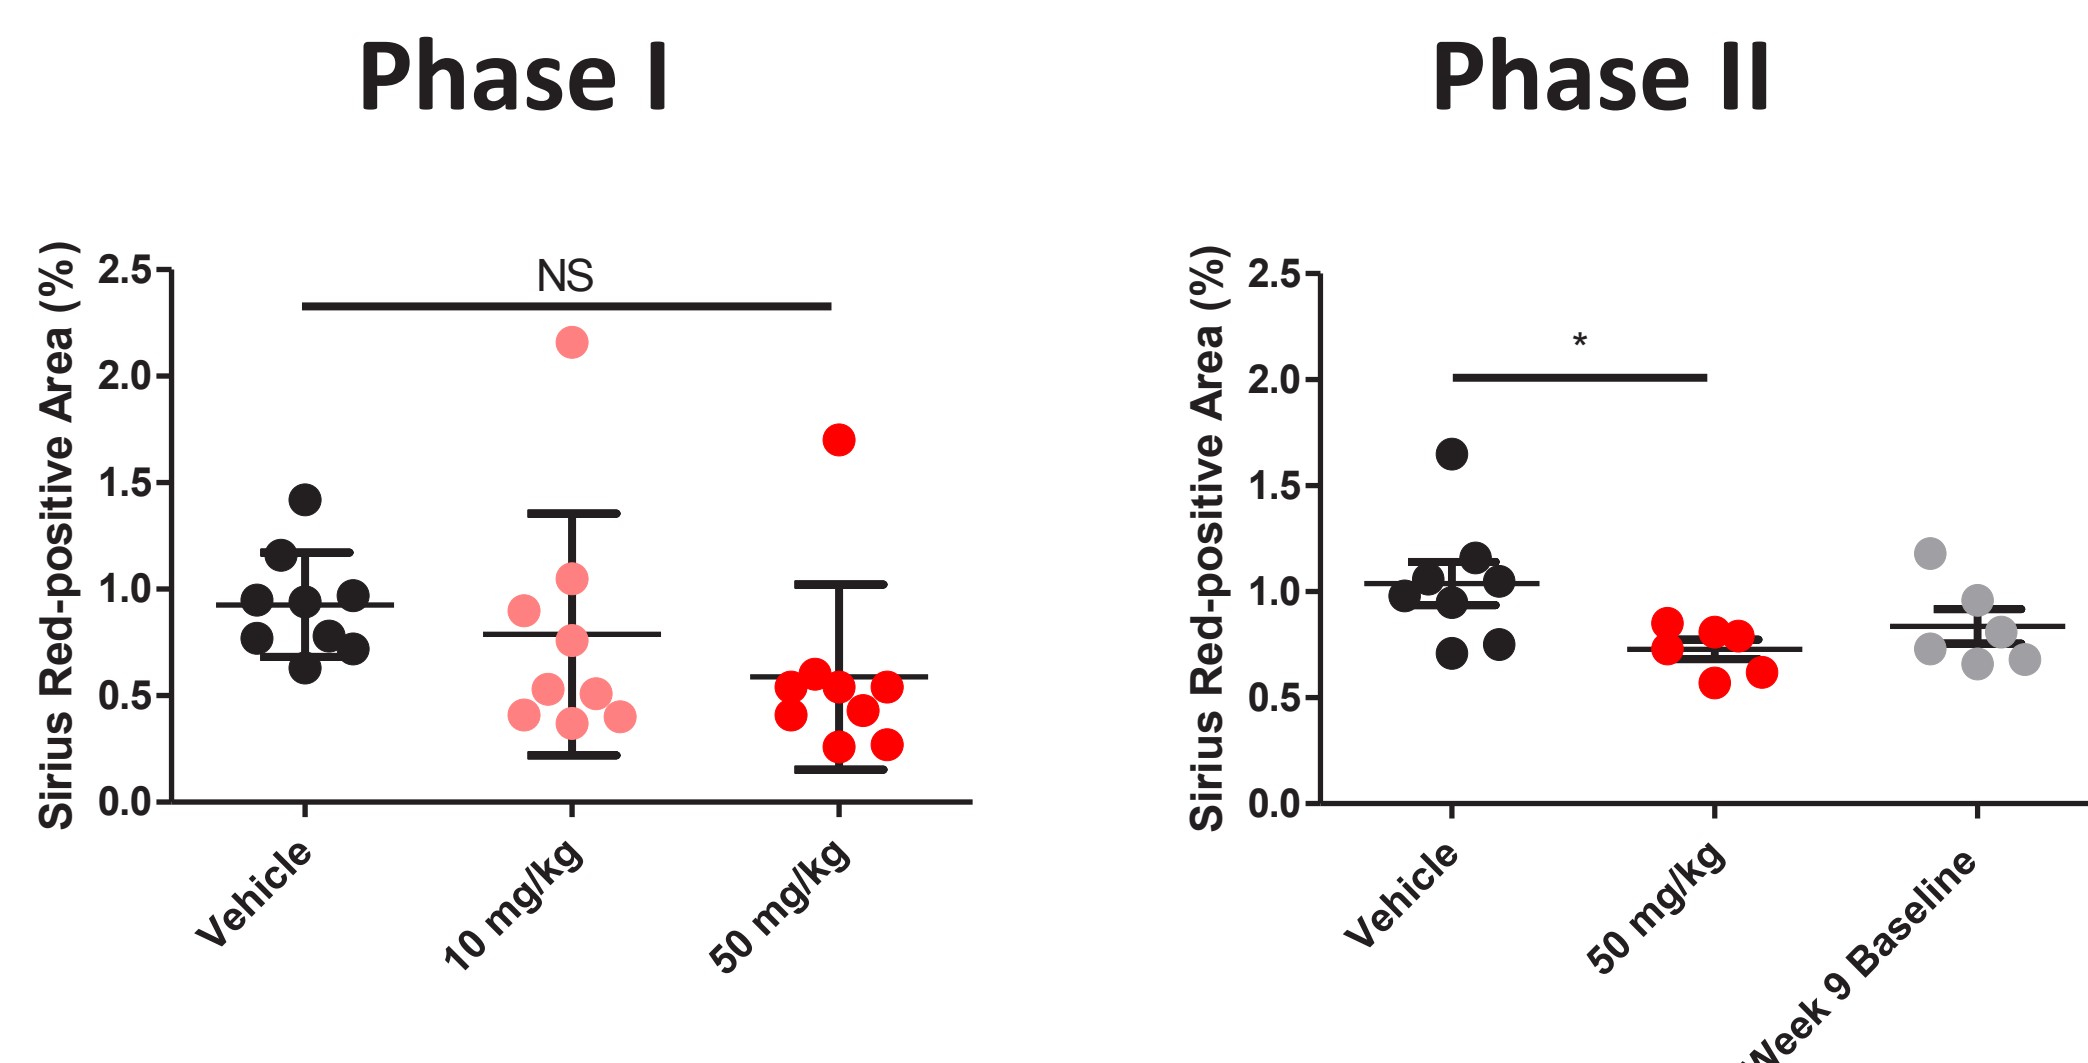 Phase I
Sirius Red-positive Area (%)
2.5
2.0
1.5
1.0
0.5
0.0
NS
Vehicle
10 mg/kg
50 mg/kg
Phase II
Sirius Red-positive Area (%)
2.5
2.0
1.5
1.0
0.5
0.0
*
Vehicle
50 mg/kg
Week 9 Baseline